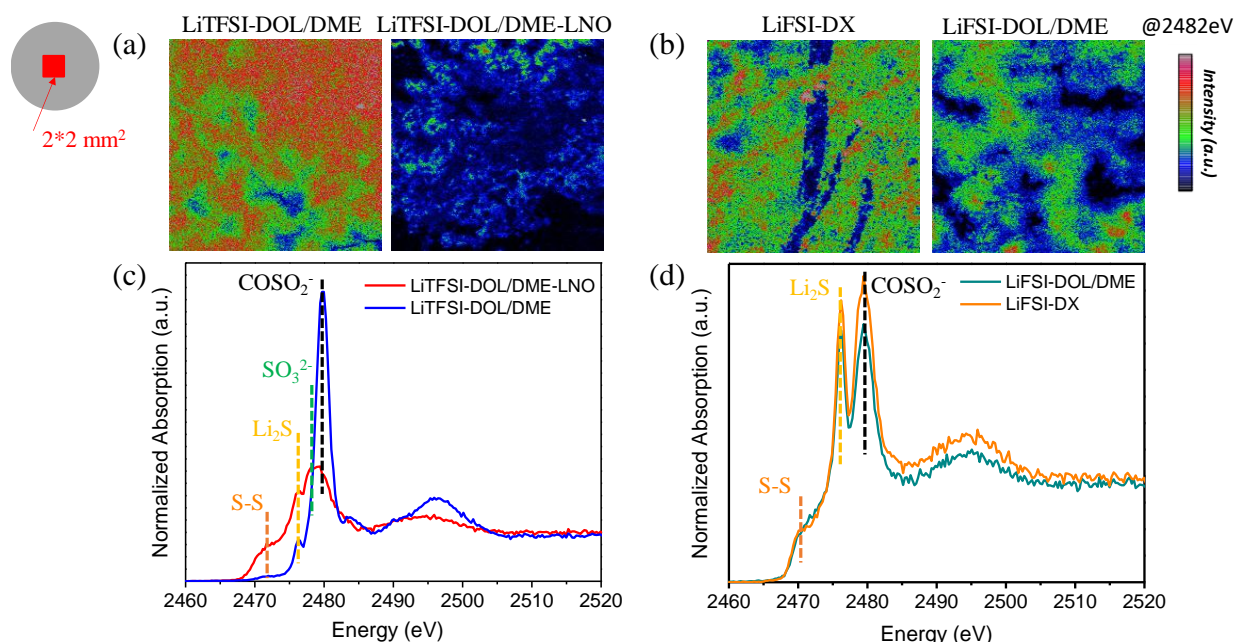 (a)
LiTFSI-DOL/DME
LiTFSI-DOL/DME-LNO
(b)
LiFSI-DX
LiFSI-DOL/DME
@2482eV
2*2 mm²
Intensity (a.u.)
(c)
COSO₂⁻
LiTFSI-DOL/DME-LNO
LiTFSI-DOL/DME
SO₃²⁻
Li₂S
S-S
Normalized Absorption (a.u.)
2460 2470 2480 2490 2500 2510 2520
Energy (eV)
(d)
Li₂S
COSO₂⁻
LiFSI-DOL/DME
LiFSI-DX
S-S
Normalized Absorption (a.u.)
2460 2470 2480 2490 2500 2510 2520
Energy (eV)